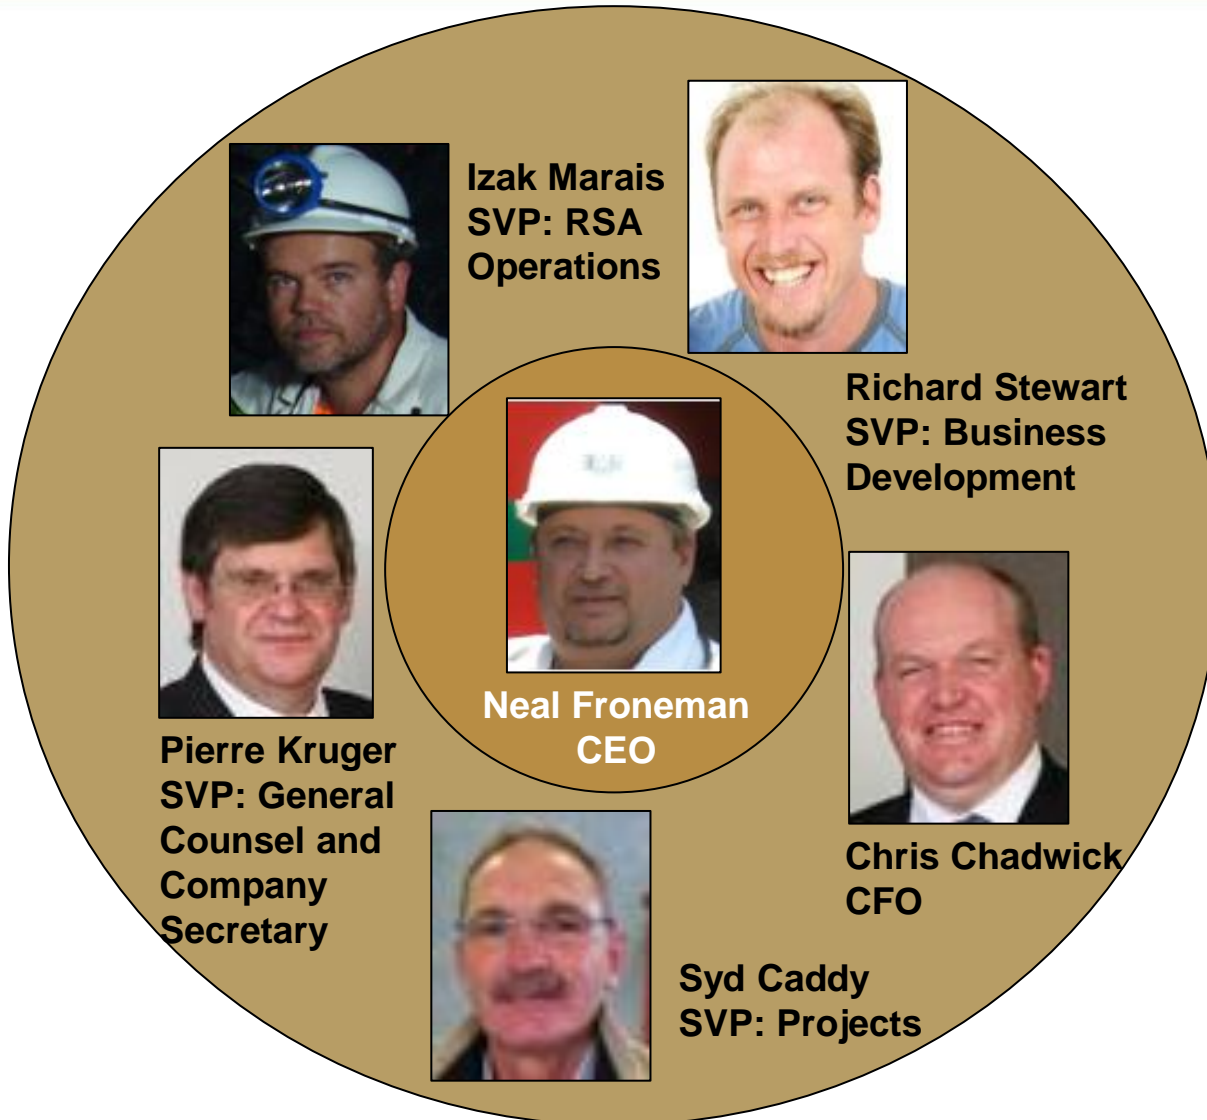 Izak Marais
SVP: RSA
Operations
Richard Stewart
SVP: Business
Development
Neal Froneman
CEO
Pierre Kruger
SVP: General
Counsel and
Company
Secretary
Chris Chadwick
CFO
Syd Caddy
SVP: Projects